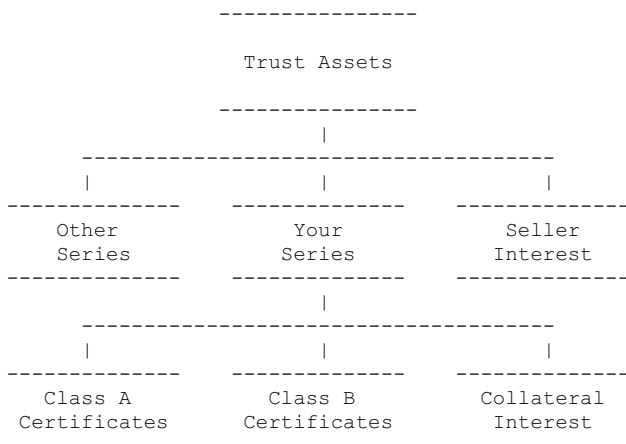 ----------------
Trust Assets
----------------
|
--------------------------------------
| | |
-------------- -------------- --------------
Other Your Seller
Series Series Interest
-------------- -------------- --------------
|
--------------------------------------
| | |
-------------- -------------- --------------
Class A Class B Collateral
Certificates Certificates Interest